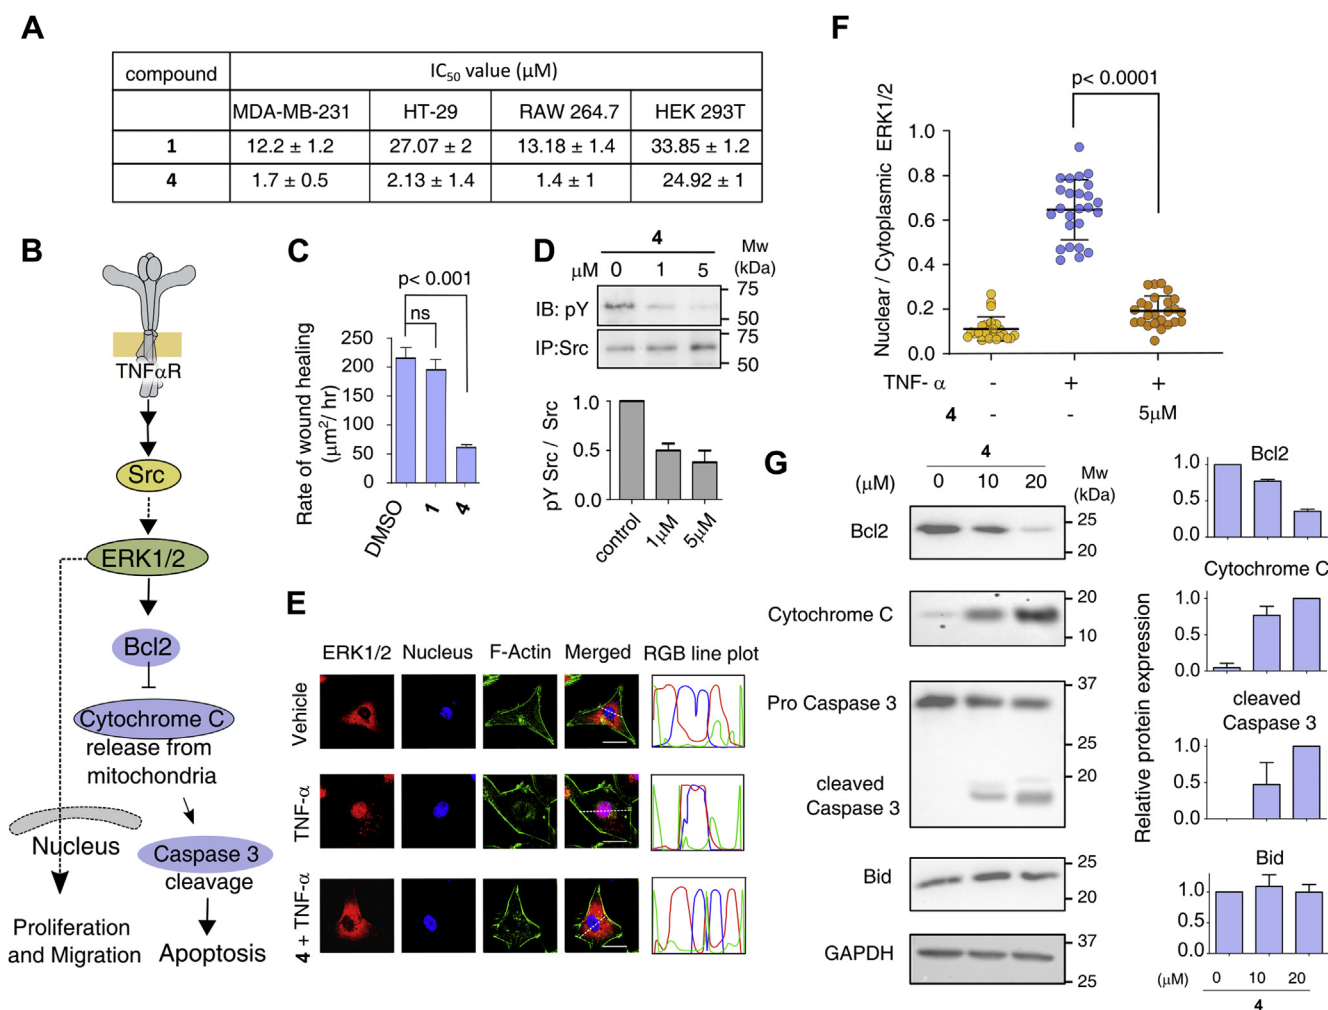 A
compound IC50 value (µM)
MDA-MB-231 HT-29 RAW 264.7 HEK 293T
1 12.2 ± 1.2 27.07 ± 2 13.18 ± 1.4 33.85 ± 1.2
4 1.7 ± 0.5 2.13 ± 1.4 1.4 ± 1 24.92 ± 1
B
TNFαR
Src
ERK1/2
Bcl2
Cytochrome C
release from
mitochondria
Nucleus
Caspase 3
cleavage
Proliferation
and Migration
Apoptosis
C
p< 0.001
ns
Rate of wound healing
(µm²/ hr)
250
200
150
100
50
0
DMSO 1 4
D
4
µM 0 1 5
Mw
(kDa)
IB: pY
75
50
IP:Src
75
50
pY Src / Src
1.0
0.5
0.0
control 1µM 5µM
E
ERK1/2 Nucleus F-Actin Merged RGB line plot
Vehicle
TNF-α
4 + TNF-α
F
p< 0.0001
Nuclear / Cytoplasmic ERK1/2
1.0
0.8
0.6
0.4
0.2
0.0
TNF- α - + +
4 - - 5µM
G
4
(µM) 0 10 20
Mw
(kDa)
Bcl2
25
20
Cytochrome C
20
10
Pro Caspase 3
37
25
20
cleaved
Caspase 3
Bid
25
20
GAPDH
37
25
Relative protein expression
Bcl2
1.0
0.5
0.0
Cytochrome C
1.0
0.5
0.0
cleaved
Caspase 3
1.0
0.5
0.0
Bid
1.0
0.5
0.0
(µM) 0 10 20
4